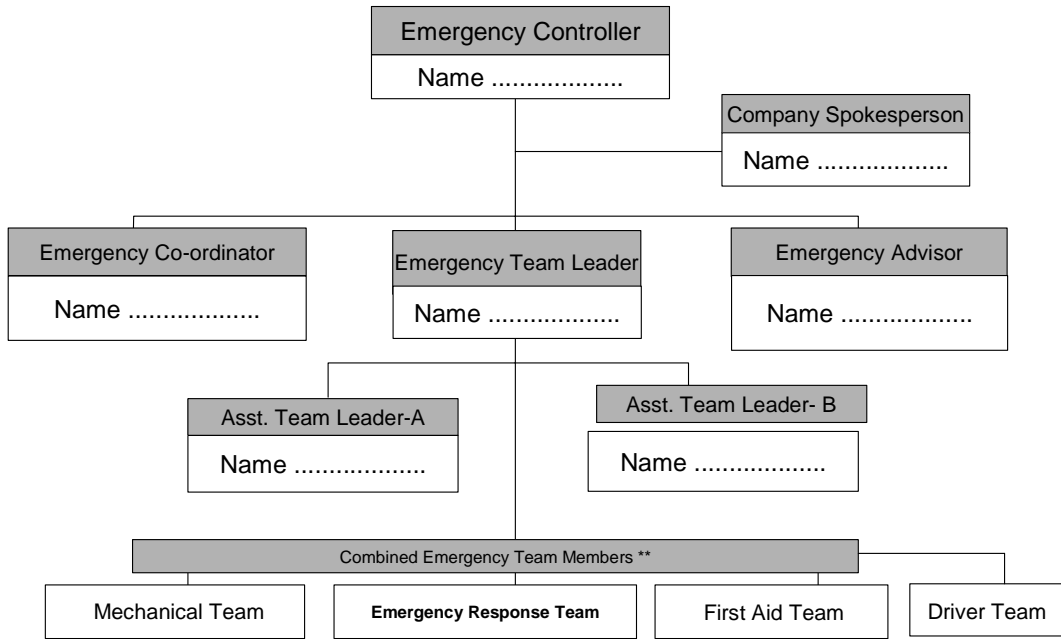 Emergency Controller
Name ...................
Company Spokesperson
Name ...................
Emergency Co-ordinator
Name ...................
Emergency Team Leader
Name ...................
Emergency Advisor
Name ...................
Asst. Team Leader-A
Name ...................
Asst. Team Leader- B
Name ...................
Combined Emergency Team Members **
Mechanical Team
Emergency Response Team
First Aid Team
Driver Team